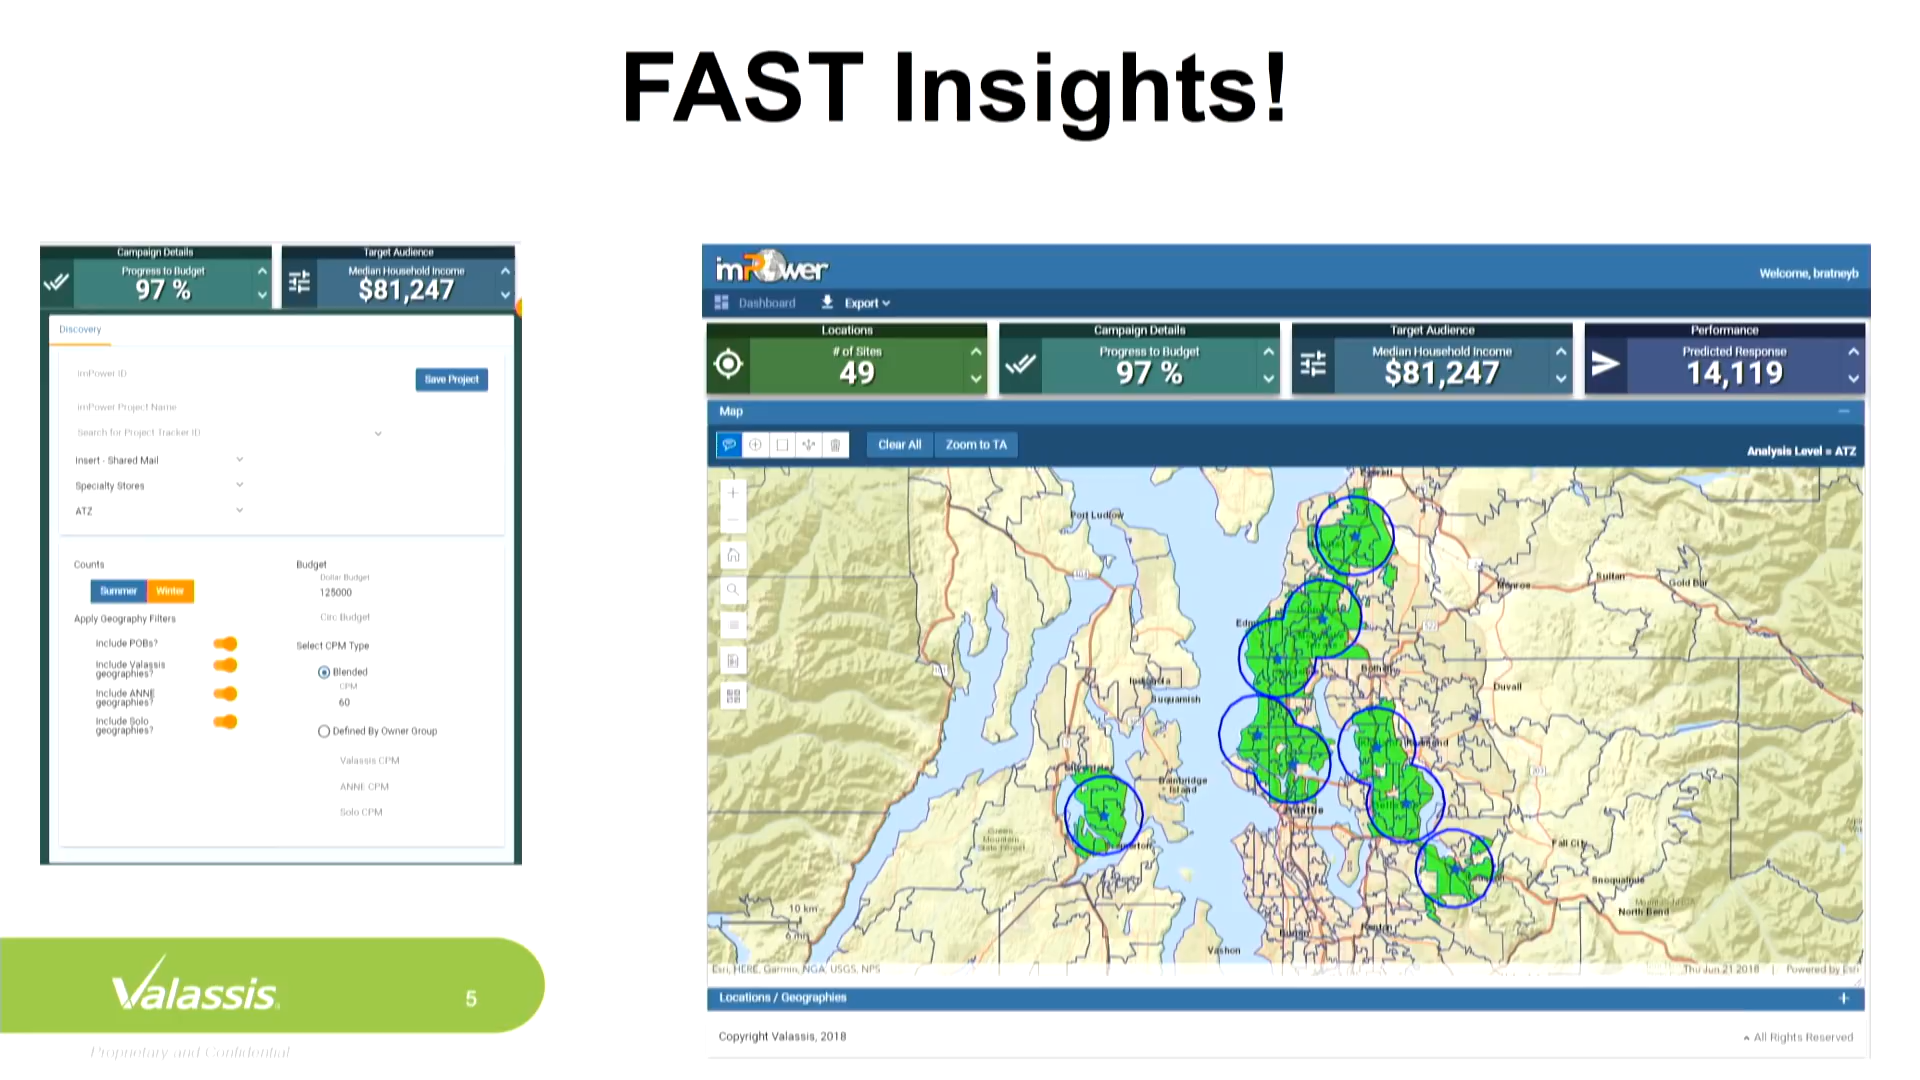 FAST Insights!
Campaign Details
Progress to Budget
97 %
Target Audience
Median Household Income
$81,247
Discovery
imPower ID
Save Project
imPower Project Name
Search for Project Tracker ID
Insert - Shared Mail
Specialty Stores
ATZ
Counts
Summer
Winter
Apply Geography Filters
Include POBs?
Include Valassis
geographies?
Include ANNE
geographies?
Include Solo
geographies?
Budget
Dollar Budget
125000
Circ Budget
Select CPM Type
Blended
CPM
60
Defined By Owner Group
Valassis CPM
ANNE CPM
Solo CPM
imPower
Welcome, bratneyb
Dashboard
Export
Locations
# of Sites
49
Campaign Details
Progress to Budget
97 %
Target Audience
Median Household Income
$81,247
Performance
Predicted Response
14,119
Map
Clear All
Zoom to TA
Analysis Level = ATZ
Port Ludlow
Monroe
Sultan
Gold Bar
Duvall
Suquamish
Bainbridge
Island
Fall City
Snoqualmie
North Bend
Vashon
10 km
6 mi
Esri, HERE, Garmin, NGA, USGS, NPS
Thu Jun 21 2018 | Powered by Esri
Locations / Geographies
Copyright Valassis, 2018
All Rights Reserved
Valassis
5
Proprietary and Confidential